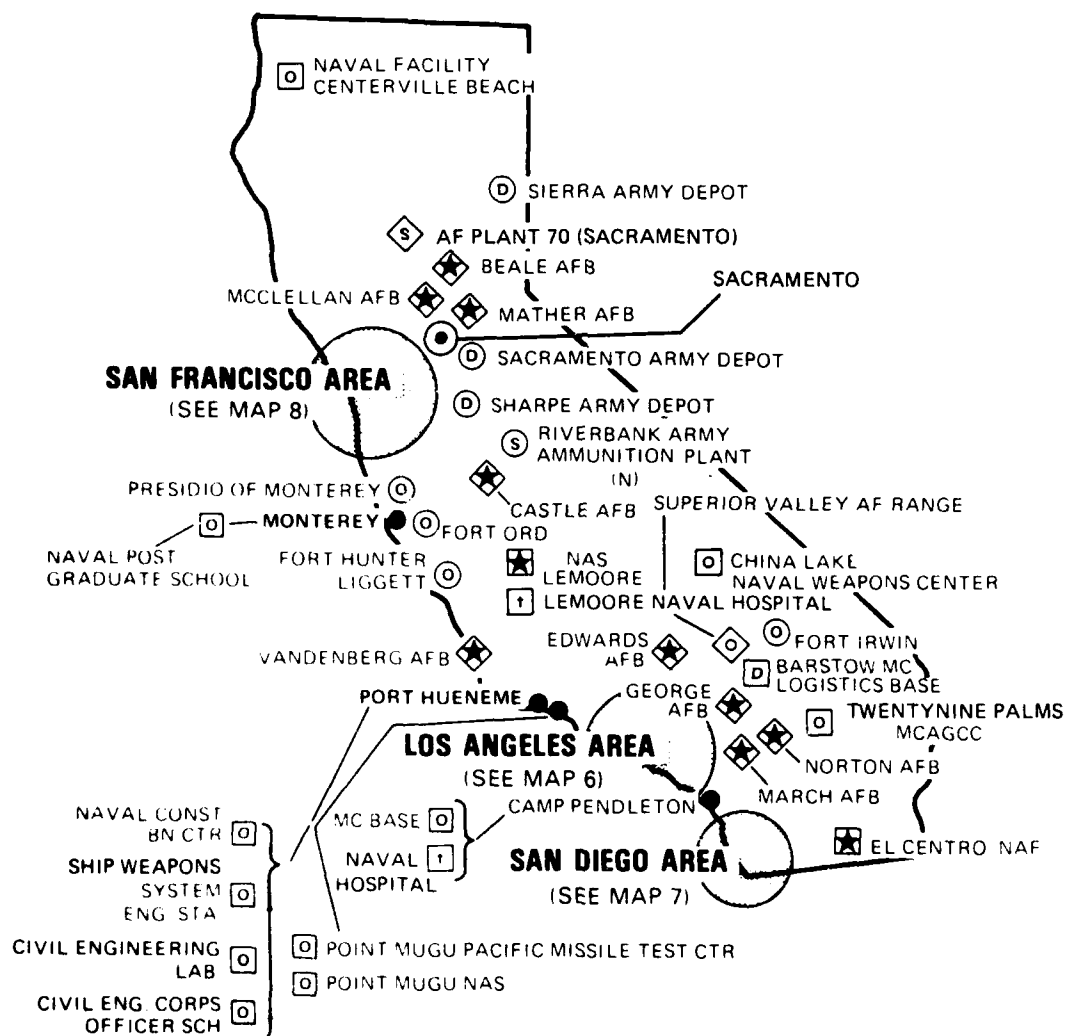 NAVAL FACILITY
CENTERVILLE BEACH
SIERRA ARMY DEPOT
AF PLANT 70 (SACRAMENTO)
BEALE AFB
SACRAMENTO
MCCLELLAN AFB
MATHER AFB
SACRAMENTO ARMY DEPOT
SAN FRANCISCO AREA
(SEE MAP 8)
SHARPE ARMY DEPOT
RIVERBANK ARMY
AMMUNITION PLANT
(N)
PRESIDIO OF MONTEREY
CASTLE AFB
SUPERIOR VALLEY AF RANGE
MONTEREY
FORT ORD
NAVAL POST
GRADUATE SCHOOL
FORT HUNTER
LIGGETT
NAS
LEMOORE
CHINA LAKE
NAVAL WEAPONS CENTER
LEMOORE NAVAL HOSPITAL
EDWARDS
AFB
FORT IRWIN
VANDENBERG AFB
BARSTOW MC
LOGISTICS BASE
PORT HUENEME
GEORGE
AFB
TWENTYNINE PALMS
MCAGCC
LOS ANGELES AREA
(SEE MAP 6)
NORTON AFB
MARCH AFB
CAMP PENDLETON
NAVAL CONST
BN CTR
MC BASE
NAVAL
HOSPITAL
SAN DIEGO AREA
(SEE MAP 7)
EL CENTRO NAF
SHIP WEAPONS
SYSTEM
ENG STA
CIVIL ENGINEERING
LAB
CIVIL ENG. CORPS
OFFICER SCH
POINT MUGU PACIFIC MISSILE TEST CTR
POINT MUGU NAS